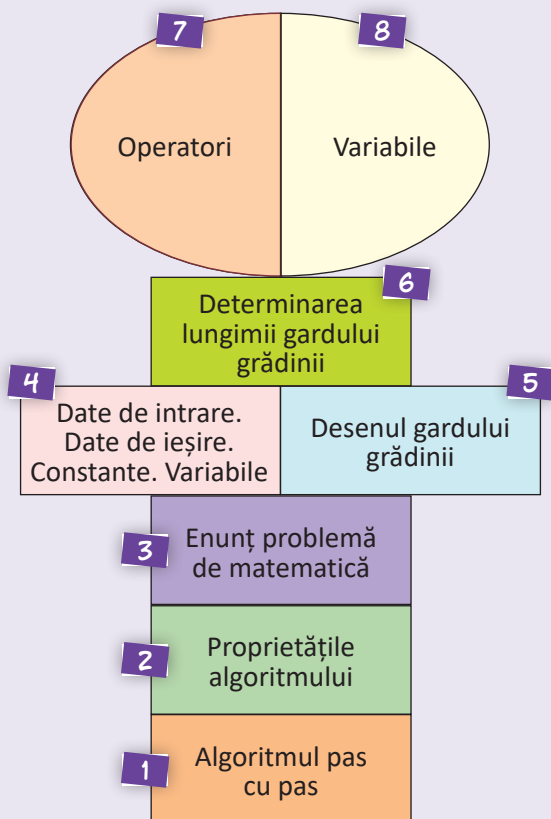 7
8
Operatori
Variabile
6
Determinarea
lungimii gardului
grădinii
4
Date de intrare.
Date de ieșire.
Constante. Variabile
5
Desenul gardului
grădinii
3
Enunț problemă
de matematică
2
Proprietățile
algoritmului
1
Algoritmul pas
cu pas